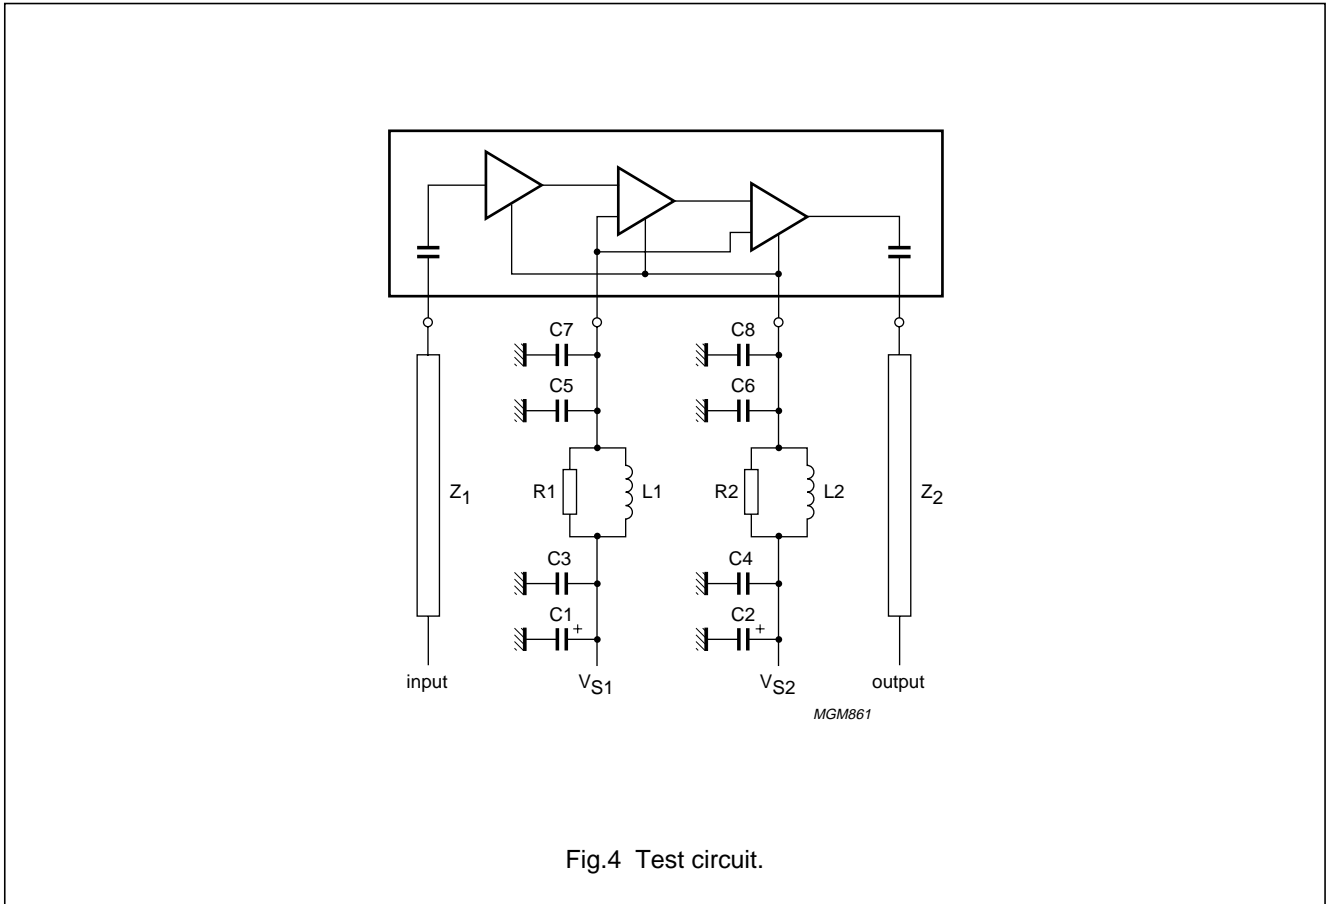 C7 C8
C5 C6
Z1 R1 L1 R2 L2 Z2
C3 C4
C1 + C2 +
input VS1 VS2 output
MGM861
Fig.4 Test circuit.